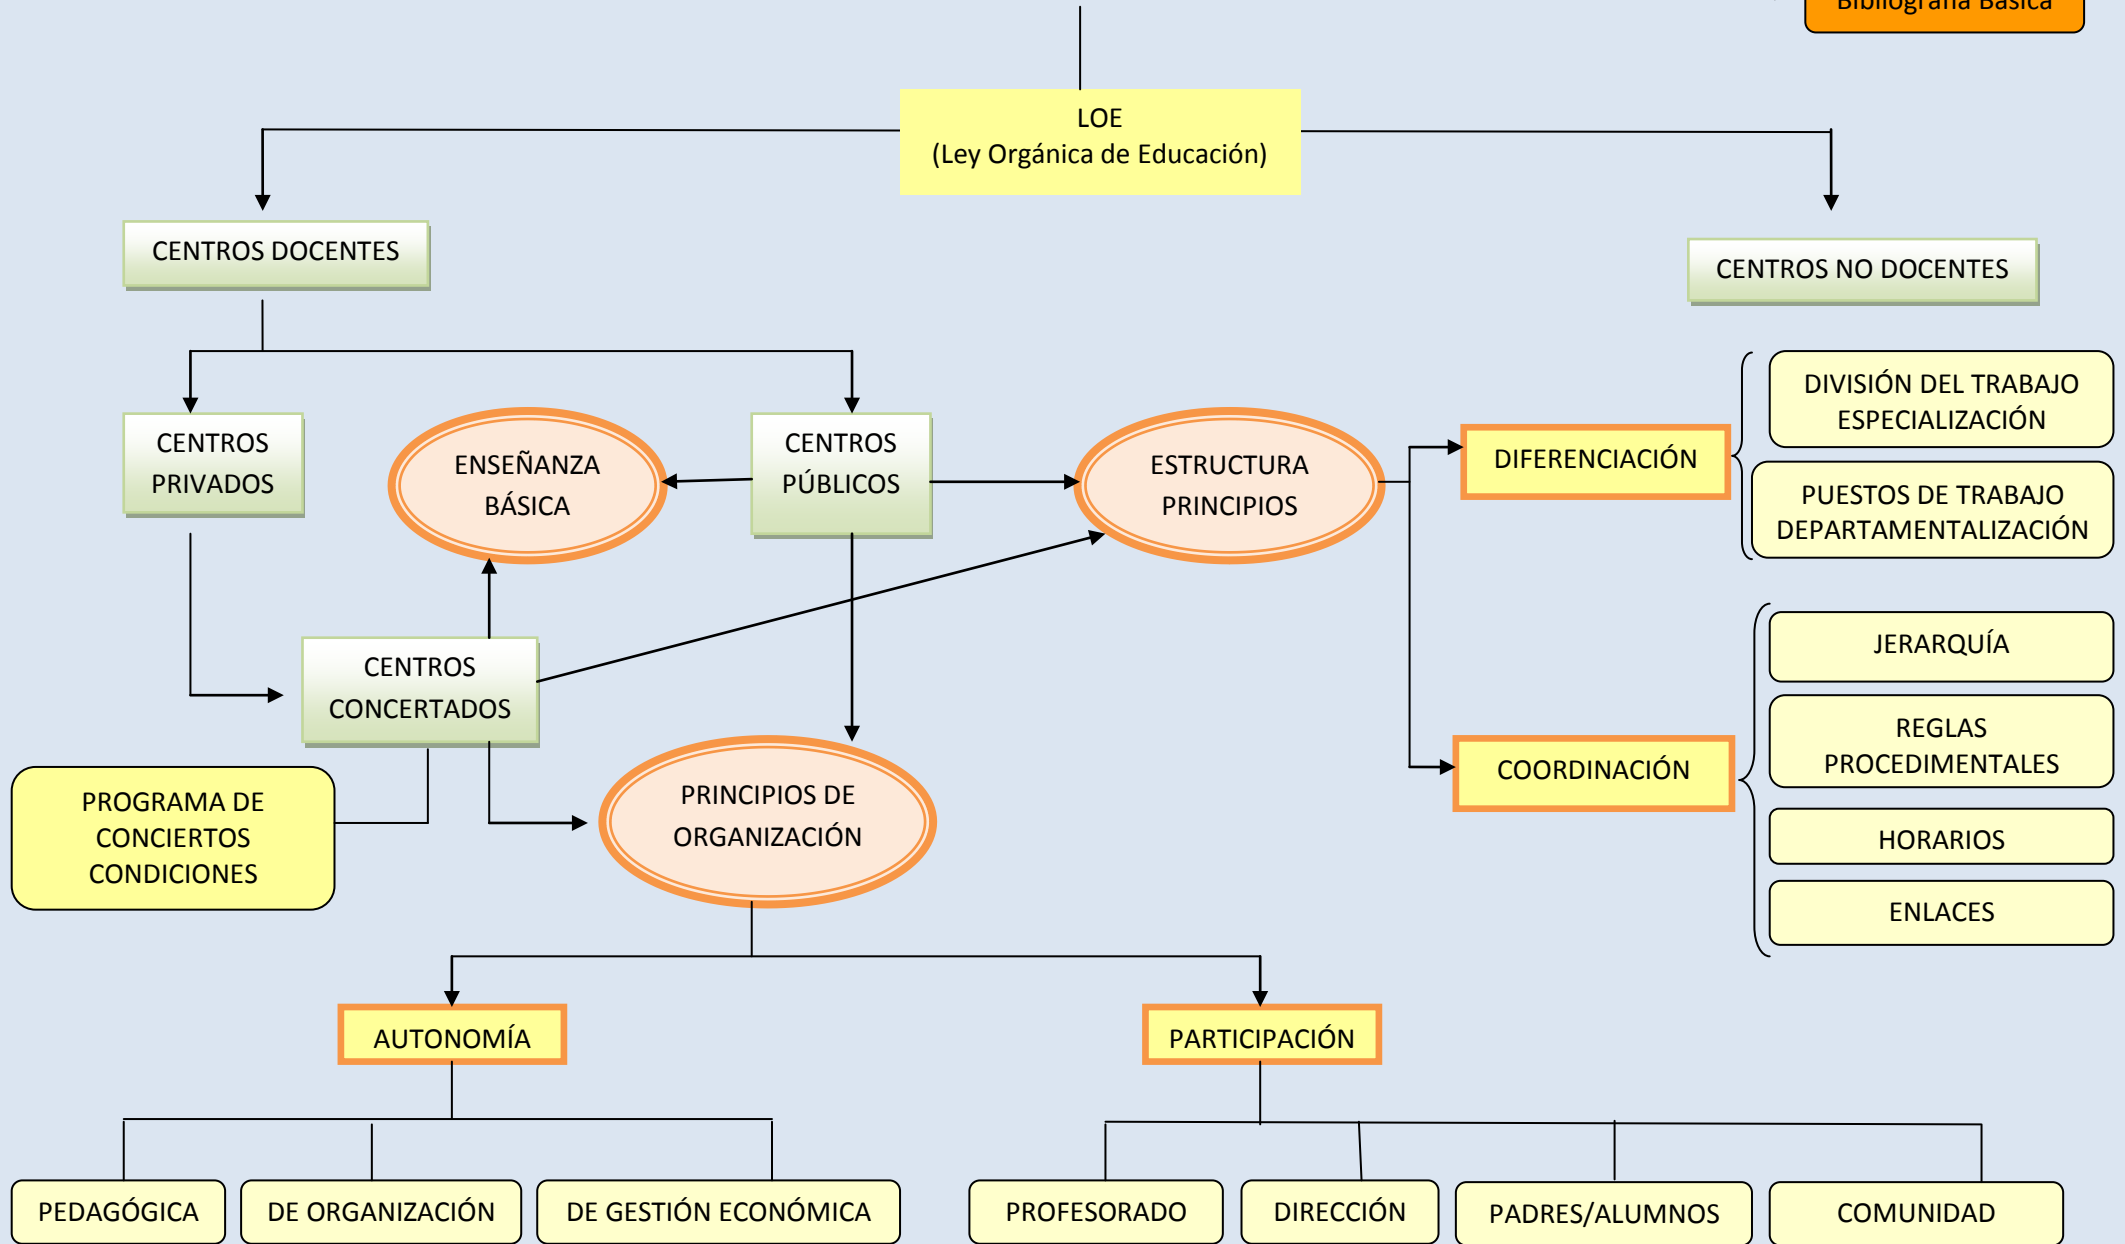 Bibliografía Básica
LOE
(Ley Orgánica de Educación)
CENTROS DOCENTES
CENTROS NO DOCENTES
CENTROS
PRIVADOS
ENSEÑANZA
BÁSICA
CENTROS
PÚBLICOS
ESTRUCTURA
PRINCIPIOS
DIFERENCIACIÓN
DIVISIÓN DEL TRABAJO
ESPECIALIZACIÓN
PUESTOS DE TRABAJO
DEPARTAMENTALIZACIÓN
CENTROS
CONCERTADOS
PROGRAMA DE
CONCIERTOS
CONDICIONES
PRINCIPIOS DE
ORGANIZACIÓN
COORDINACIÓN
JERARQUÍA
REGLAS
PROCEDIMENTALES
HORARIOS
ENLACES
AUTONOMÍA
PARTICIPACIÓN
PEDAGÓGICA
DE ORGANIZACIÓN
DE GESTIÓN ECONÓMICA
PROFESORADO
DIRECCIÓN
PADRES/ALUMNOS
COMUNIDAD